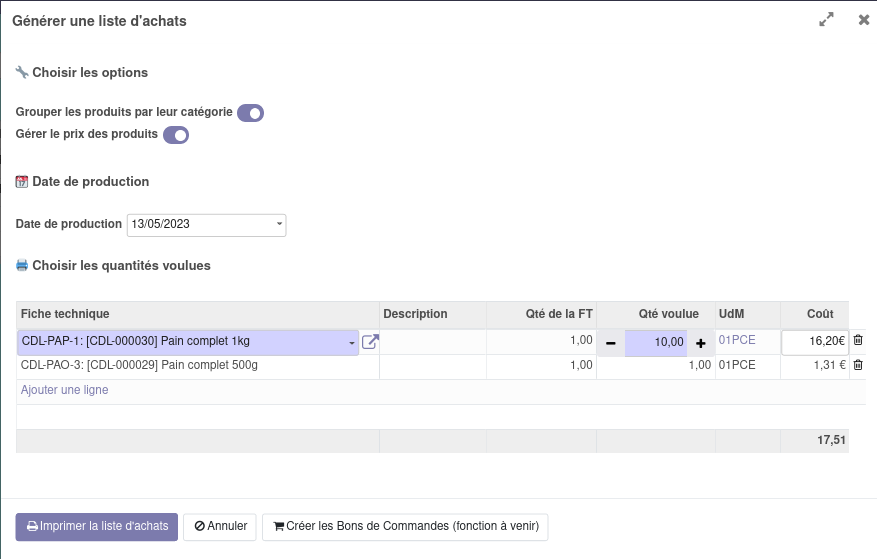 Générer une liste d'achats
Choisir les options
Grouper les produits par leur catégorie
Gérer le prix des produits
Date de production
Date de production 13/05/2023
Choisir les quantités voulues
Fiche technique Description Qté de la FT Qté voulue UdM Coût
CDL-PAP-1: [CDL-000030] Pain complet 1kg 1,00 10,00 01PCE 16,20€
CDL-PAO-3: [CDL-000029] Pain complet 500g 1,00 1,00 01PCE 1,31 €
Ajouter une ligne
17,51
Imprimer la liste d'achats Annuler Créer les Bons de Commandes (fonction à venir)